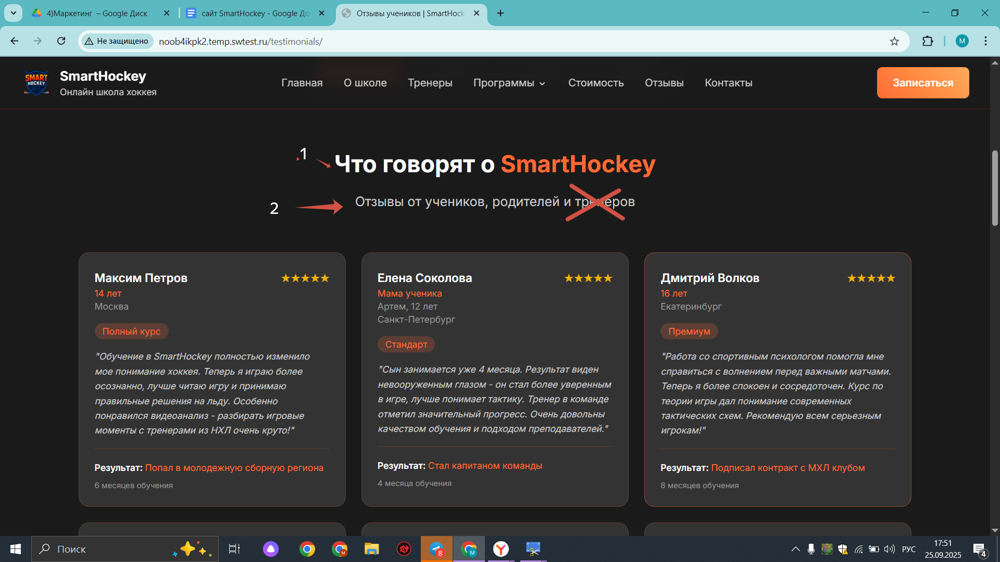 4)Маркетинг – Google Диск
сайт SmartHockey - Google До
Отзывы учеников | SmartHock
Не защищено
noob4ikpk2.temp.swtest.ru/testimonials/
M
SMART
HOCKEY
SmartHockey
Онлайн школа хоккея
Главная
О школе
Тренеры
Программы
Стоимость
Отзывы
Контакты
Записаться
1
Что говорят о SmartHockey
2
Отзывы от учеников, родителей и тренеров
Максим Петров
★★★★★
14 лет
Москва
Полный курс
"Обучение в SmartHockey полностью изменило
мое понимание хоккея. Теперь я играю более
осознанно, лучше читаю игру и принимаю
правильные решения на льду. Особенно
понравился видеоанализ - разбирать игровые
моменты с тренерами из НХЛ очень круто!"
Результат: Попал в молодежную сборную региона
6 месяцев обучения
Елена Соколова
★★★★★
Мама ученика
Артем, 12 лет
Санкт-Петербург
Стандарт
"Сын занимается уже 4 месяца. Результат виден
невооруженным глазом - он стал более уверенным
в игре, лучше понимает тактику. Тренер в команде
отметил значительный прогресс. Очень довольны
качеством обучения и подходом преподавателей."
Результат: Стал капитаном команды
4 месяца обучения
Дмитрий Волков
★★★★★
16 лет
Екатеринбург
Премиум
"Работа со спортивным психологом помогла мне
справиться с волнением перед важными матчами.
Теперь я более спокоен и сосредоточен. Курс по
теории игры дал понимание современных
тактических схем. Рекомендую всем серьезным
игрокам!"
Результат: Подписал контракт с МХЛ клубом
8 месяцев обучения
Поиск
8
РУС
17:51
25.09.2025
4